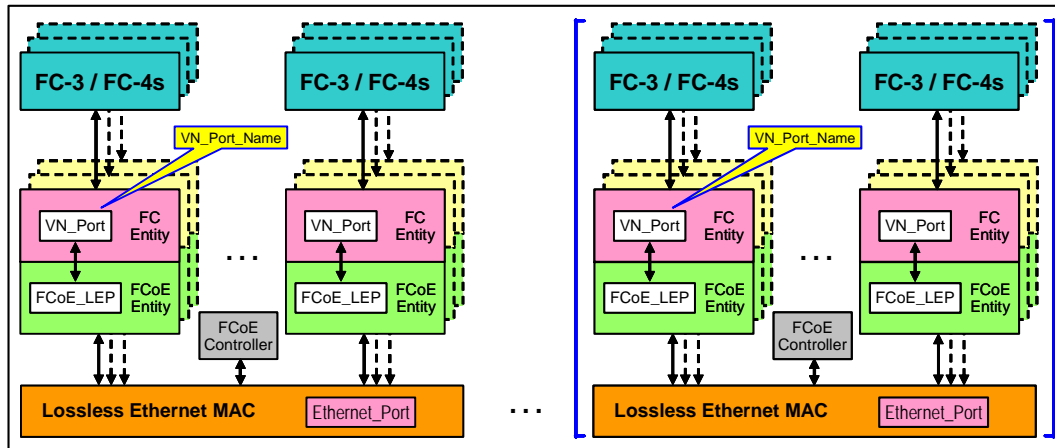 FC-3 / FC-4s
FC-3 / FC-4s
FC-3 / FC-4s
FC-3 / FC-4s
VN_Port_Name
VN_Port_Name
VN_Port
FC
Entity
VN_Port
FC
Entity
VN_Port
FC
Entity
VN_Port
FC
Entity
. . .
. . .
FCoE_LEP
FCoE
Entity
FCoE_LEP
FCoE
Entity
FCoE_LEP
FCoE
Entity
FCoE_LEP
FCoE
Entity
FCoE
Controller
FCoE
Controller
Lossless Ethernet MAC
Ethernet_Port
. . .
Lossless Ethernet MAC
Ethernet_Port